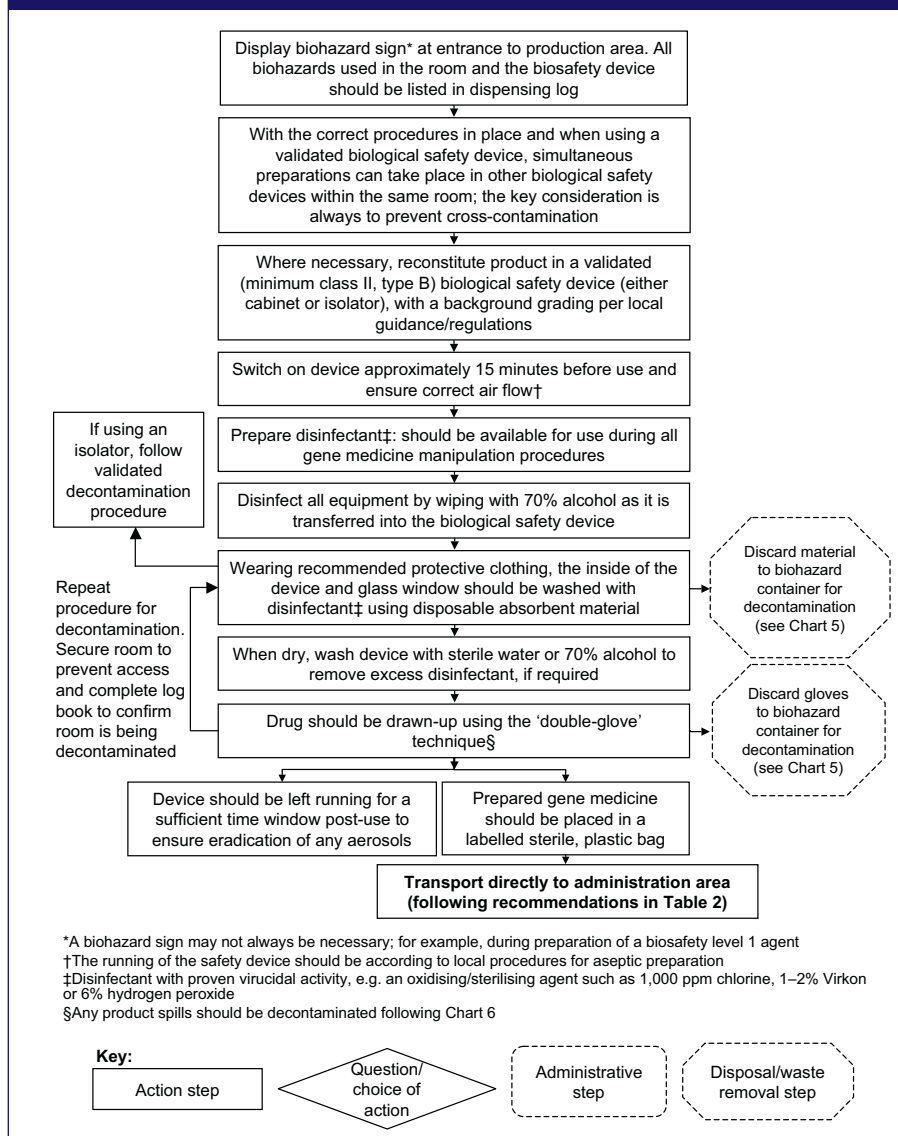 Display biohazard sign* at entrance to production area. All
biohazards used in the room and the biosafety device
should be listed in dispensing log
With the correct procedures in place and when using a
validated biological safety device, simultaneous
preparations can take place in other biological safety
devices within the same room; the key consideration is
always to prevent cross-contamination
Where necessary, reconstitute product in a validated
(minimum class II, type B) biological safety device (either
cabinet or isolator), with a background grading per local
guidance/regulations
Switch on device approximately 15 minutes before use and
ensure correct air flow†
If using an
isolator, follow
validated
decontamination
procedure
Prepare disinfectant‡: should be available for use during all
gene medicine manipulation procedures
Disinfect all equipment by wiping with 70% alcohol as it is
transferred into the biological safety device
Wearing recommended protective clothing, the inside of the
device and glass window should be washed with
disinfectant‡ using disposable absorbent material
Discard material
to biohazard
container for
decontamination
(see Chart 5)
Repeat
procedure for
decontamination.
Secure room to
prevent access
and complete log
book to confirm
room is being
decontaminated
When dry, wash device with sterile water or 70% alcohol to
remove excess disinfectant, if required
Drug should be drawn-up using the ‘double-glove’
technique§
Discard gloves
to biohazard
container for
decontamination
(see Chart 5)
Device should be left running for a
sufficient time window post-use to
ensure eradication of any aerosols
Prepared gene medicine
should be placed in a
labelled sterile, plastic bag
Transport directly to administration area
(following recommendations in Table 2)
*A biohazard sign may not always be necessary; for example, during preparation of a biosafety level 1 agent
†The running of the safety device should be according to local procedures for aseptic preparation
‡Disinfectant with proven virucidal activity, e.g. an oxidising/sterilising agent such as 1,000 ppm chlorine, 1–2% Virkon
or 6% hydrogen peroxide
§Any product spills should be decontaminated following Chart 6
Key:
Action step
Question/
choice of
action
Administrative
step
Disposal/waste
removal step